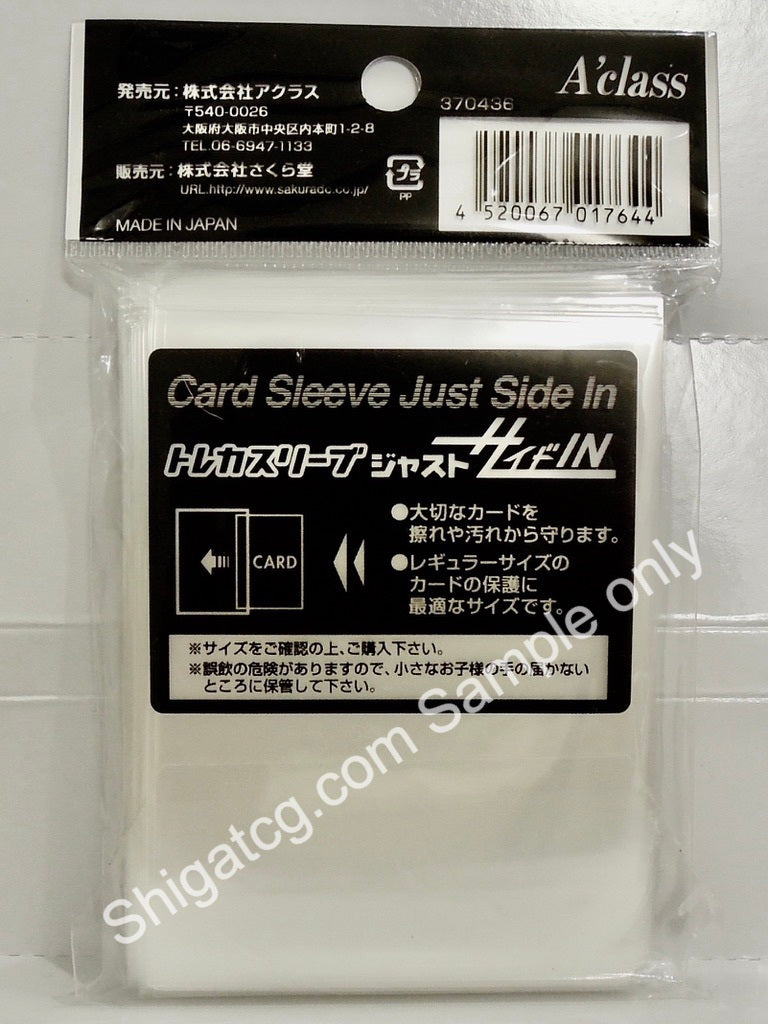 発売元：株式会社アクラス
〒540-0026
大阪府大阪市中央区内本町1-2-8
TEL.06-6947-1133
販売元：株式会社さくら堂
URL.http://www.sakurado.co.jp/
MADE IN JAPAN
プラ
PP
A'class
370436
4 520067 017644
Card Sleeve Just Side In
トレカスリーブ ジャスト サイドIN
CARD
●大切なカードを
擦れや汚れから守ります。
●レギュラーサイズの
カードの保護に
最適なサイズです。
※サイズをご確認の上、ご購入下さい。
※誤飲の危険がありますので、小さなお子様の手の届かない
ところに保管して下さい。
Shigatcg.com Sample only